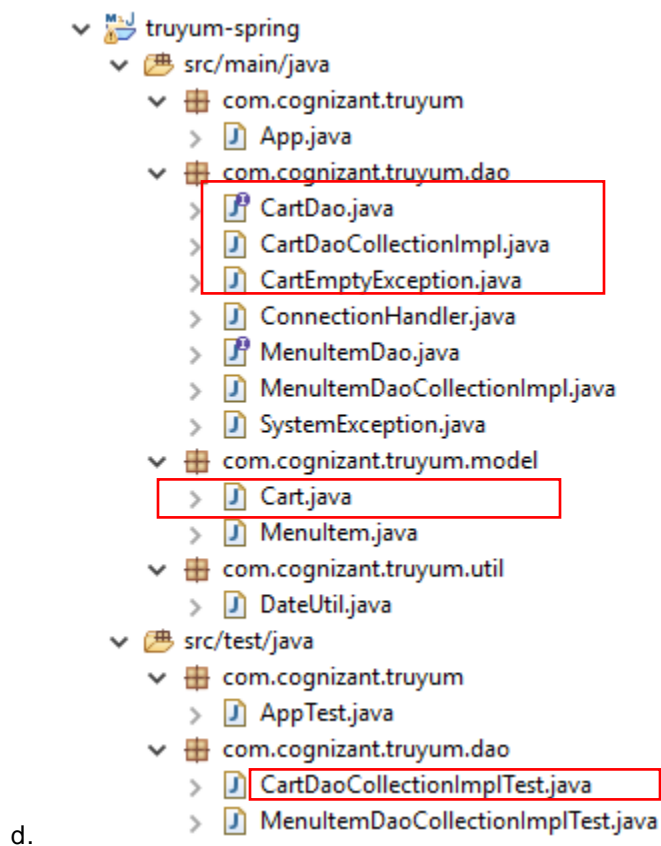 truyum-spring
src/main/java
com.cognizant.truyum
App.java
com.cognizant.truyum.dao
CartDao.java
CartDaoCollectionImpl.java
CartEmptyException.java
ConnectionHandler.java
MenuItemDao.java
MenuItemDaoCollectionImpl.java
SystemException.java
com.cognizant.truyum.model
Cart.java
MenuItem.java
com.cognizant.truyum.util
DateUtil.java
src/test/java
com.cognizant.truyum
AppTest.java
com.cognizant.truyum.dao
CartDaoCollectionImplTest.java
d. MenuItemDaoCollectionImplTest.java